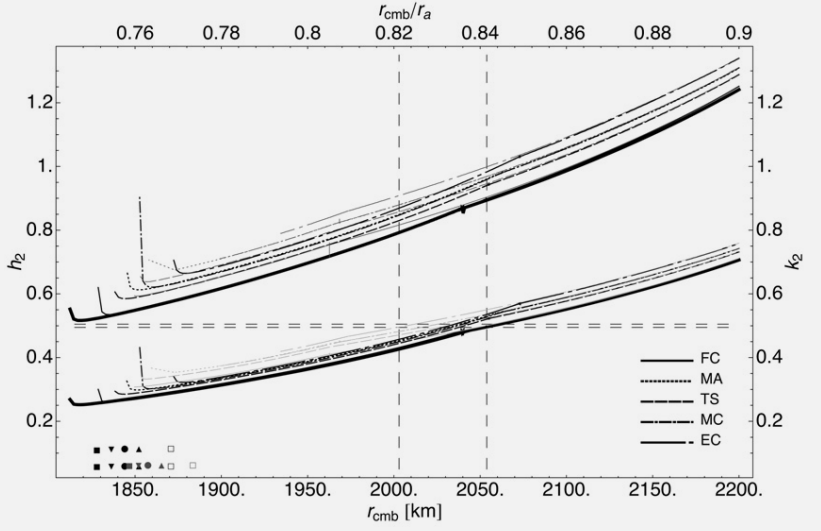 r_cmb/r_a
0.76 0.78 0.8 0.82 0.84 0.86 0.88 0.9
1.2 1.2
1. 1.
0.8 0.8
h_2 k_2
0.6 0.6
0.4 0.4
0.2 0.2
FC
MA
TS
MC
EC
1850. 1900. 1950. 2000. 2050. 2100. 2150. 2200.
r_cmb [km]